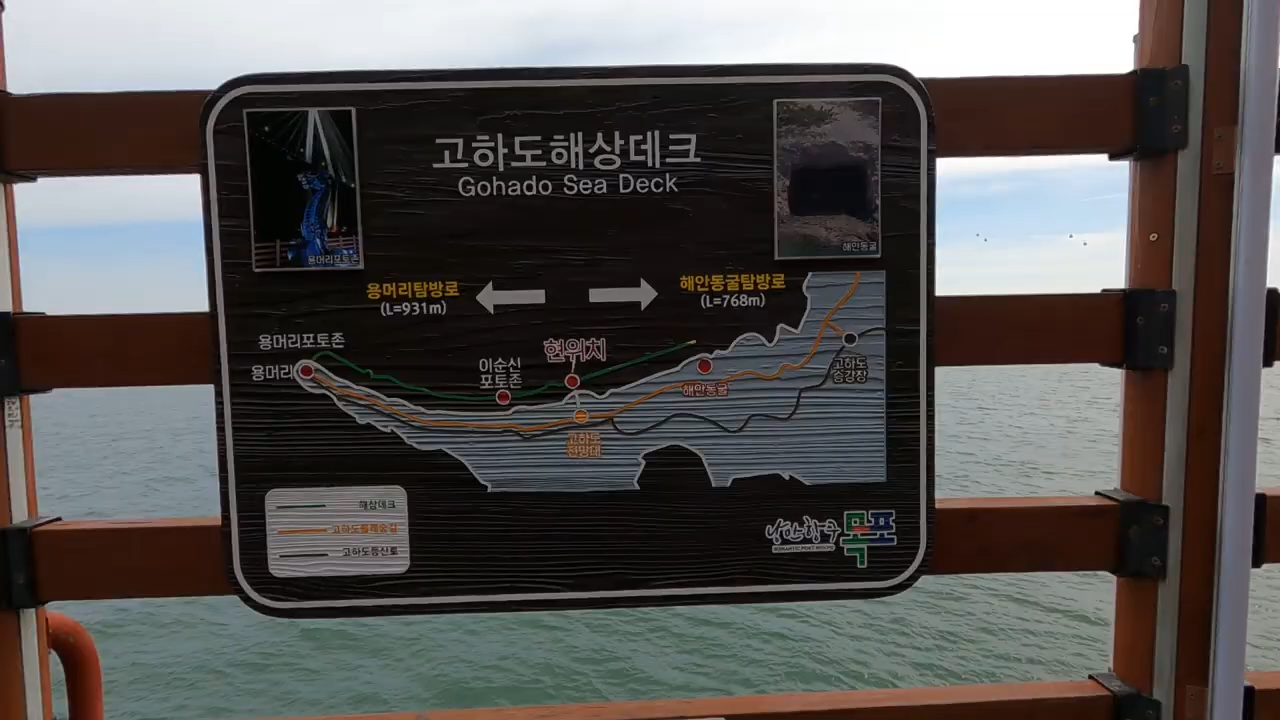 고하도해상데크
Gohado Sea Deck
용머리포토존
해안동굴
용머리탐방로
(L=931m)
해안동굴탐방로
(L=768m)
용머리포토존
용머리
이순신
포토존
현위치
해안동굴
고하도
승강장
고하도
전망대
해상데크
고하도둘레숲길
고하도등산로
낭만항구
목포